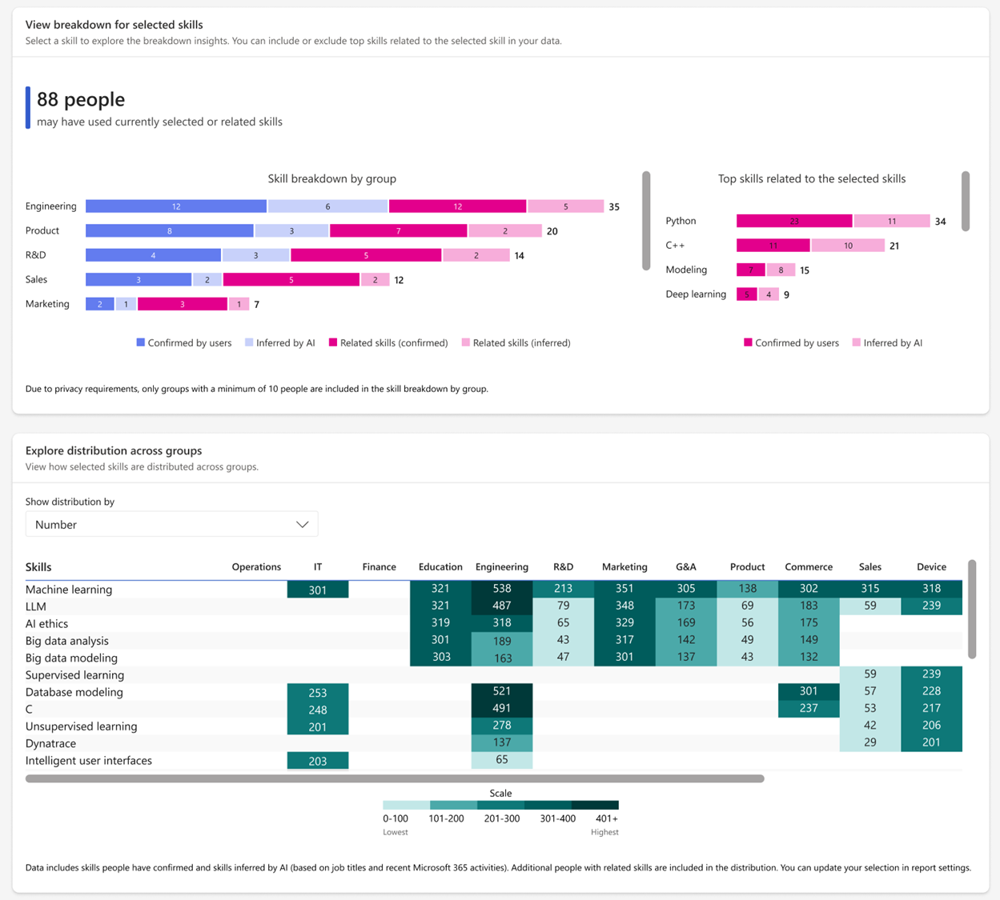 View breakdown for selected skills
Select a skill to explore the breakdown insights. You can include or exclude top skills related to the selected skill in your data.
88 people
may have used currently selected or related skills
Skill breakdown by group
Engineering 12 6 12 5 35
Product 8 3 7 2 20
R&D 4 3 5 2 14
Sales 3 2 5 2 12
Marketing 2 1 3 1 7
Confirmed by users Inferred by AI Related skills (confirmed) Related skills (inferred)
Top skills related to the selected skills
Python 23 11 34
C++ 11 10 21
Modeling 7 8 15
Deep learning 5 4 9
Confirmed by users Inferred by AI
Due to privacy requirements, only groups with a minimum of 10 people are included in the skill breakdown by group.
Explore distribution across groups
View how selected skills are distributed across groups.
Show distribution by
Number
Skills Operations IT Finance Education Engineering R&D Marketing G&A Product Commerce Sales Device
Machine learning 301 321 538 213 351 305 138 302 315 318
LLM 321 487 79 348 173 69 183 59 239
AI ethics 319 318 65 329 169 56 175
Big data analysis 301 189 43 317 142 49 149
Big data modeling 303 163 47 301 137 43 132
Supervised learning 59 239
Database modeling 253 521 301 57 228
C 248 491 237 53 217
Unsupervised learning 201 278 42 206
Dynatrace 137 29 201
Intelligent user interfaces 203 65
Scale
0-100 101-200 201-300 301-400 401+
Lowest Highest
Data includes skills people have confirmed and skills inferred by AI (based on job titles and recent Microsoft 365 activities). Additional people with related skills are included in the distribution. You can update your selection in report settings.